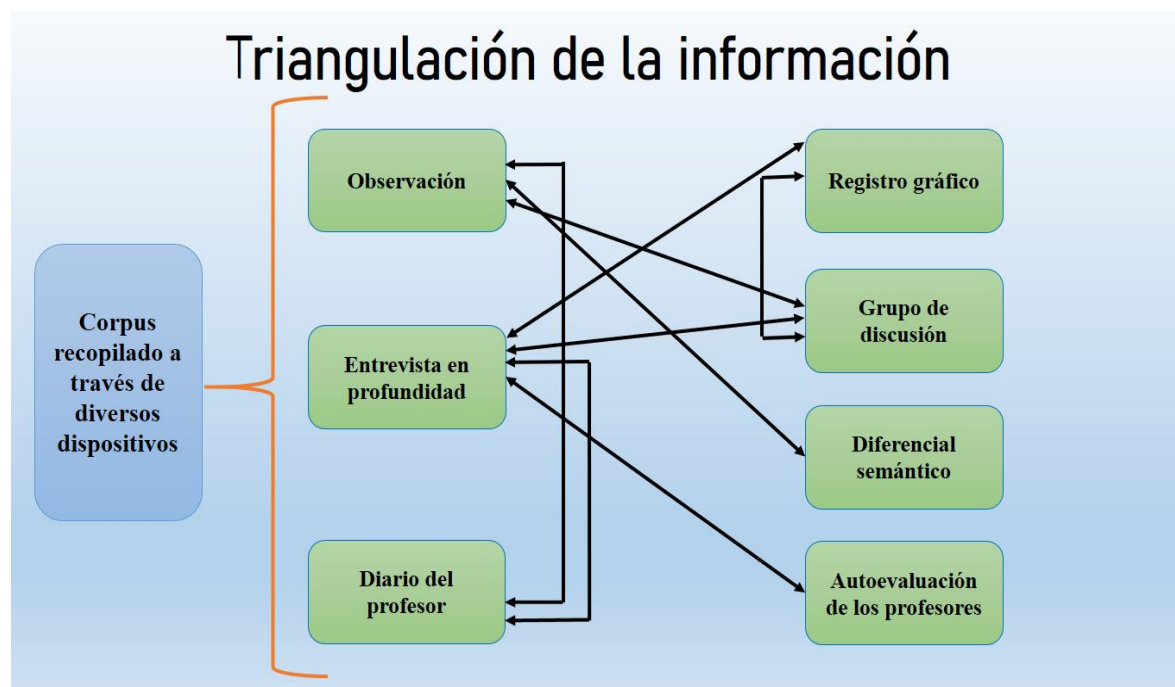 Triangulación de la información
Corpus
recopilado a
través de
diversos
dispositivos
Observación
Entrevista en
profundidad
Diario del
profesor
Registro gráfico
Grupo de
discusión
Diferencial
semántico
Autoevaluación
de los profesores